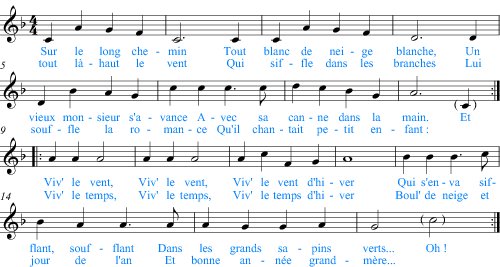 4 4
Sur le long che- min Tout blanc de nei - ge blanche, Un
tout là-haut le vent Qui sif- fle dans les branches Lui
5
vieux mon- sieur s'a- vance A- vec sa can- ne dans la main. Et
souf- fle la ro- man- ce Qu'il chan- tait pe- tit en- fant :
9
Viv' le vent, Viv' le vent, Viv' le vent d'hi- ver Qui s'en- va sif-
Viv' le temps, Viv' le temps, Viv' le temps d'hi- ver Boul' de neige et
14
flant, souf - flant Dans les grands sa- pins verts... Oh !
jour de l'an Et bonne an- née grand- mère...